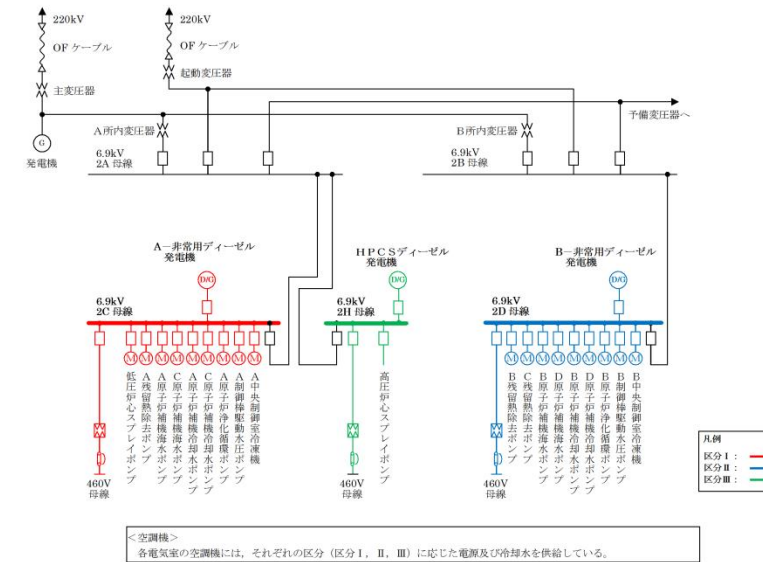 220kV
OF ケーブル
主変圧器
220kV
OF ケーブル
起動変圧器
予備変圧器へ
G
発電機
A所内変圧器
6.9kV
2A 母線
B所内変圧器
6.9kV
2B 母線
A－非常用ディーゼル
発電機
D/G
6.9kV
2C 母線
HPCSディーゼル
発電機
D/G
6.9kV
2H 母線
B－非常用ディーゼル
発電機
D/G
6.9kV
2D 母線
M
M
M
M
M
M
M
M
M
低圧炉心スプレイポンプ
A残留熱除去ポンプ
A原子炉補機海水ポンプ
C原子炉補機海水ポンプ
A原子炉補機冷却水ポンプ
C原子炉補機冷却水ポンプ
A原子炉浄化循環ポンプ
A制御棒駆動水圧ポンプ
A中央制御室冷凍機
460V
母線
高圧炉心スプレイポンプ
460V
母線
M
M
M
M
M
M
M
M
M
B残留熱除去ポンプ
C残留熱除去ポンプ
B原子炉補機海水ポンプ
D原子炉補機海水ポンプ
B原子炉補機冷却水ポンプ
D原子炉補機冷却水ポンプ
B原子炉浄化循環ポンプ
B制御棒駆動水圧ポンプ
B中央制御室冷凍機
460V
母線
凡例
区分Ⅰ：
区分Ⅱ：
区分Ⅲ：
＜空調機＞
各電気室の空調機には，それぞれの区分（区分Ⅰ，Ⅱ，Ⅲ）に応じた電源及び冷却水を供給している。